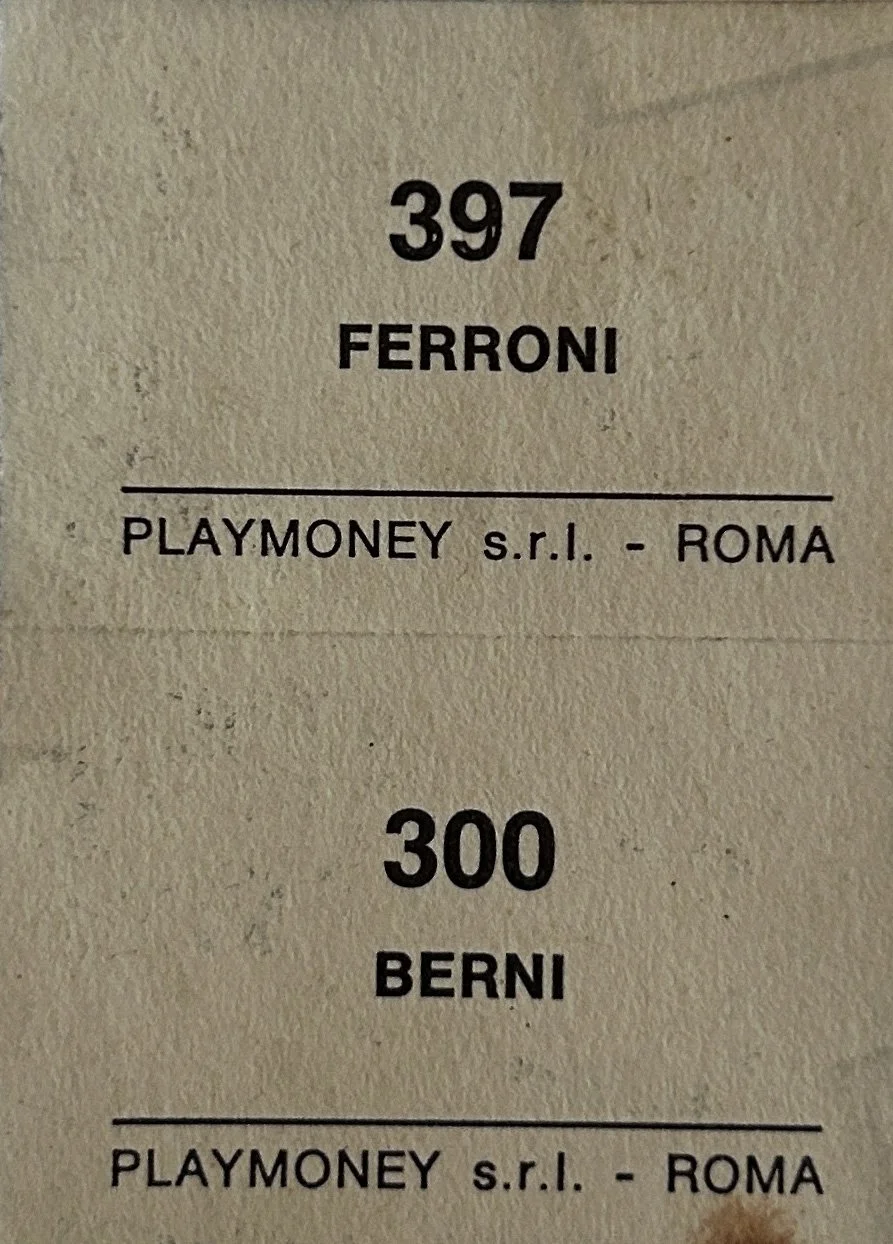 397
FERRONI
PLAYMONEY s.r.l. - ROMA
300
BERNI
PLAYMONEY s.r.l. - ROMA